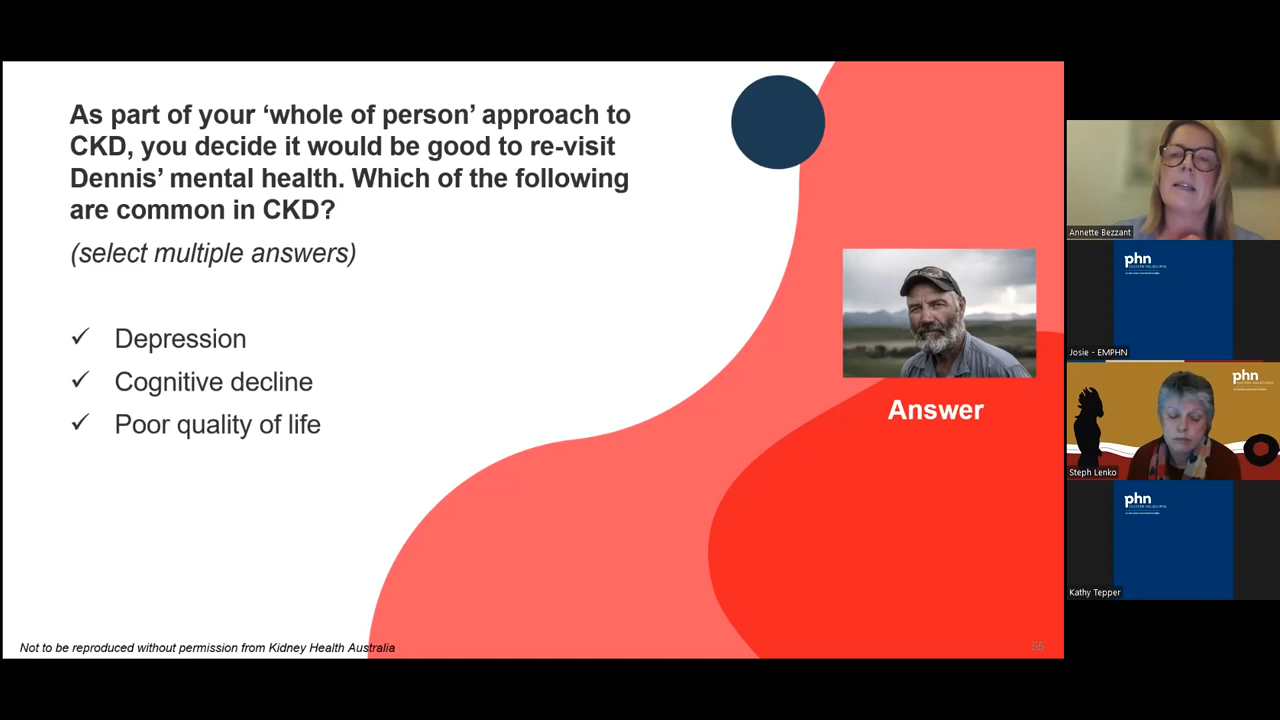 As part of your ‘whole of person’ approach to
CKD, you decide it would be good to re-visit
Dennis’ mental health. Which of the following
are common in CKD?
(select multiple answers)
✓ Depression
✓ Cognitive decline
✓ Poor quality of life
Answer
Not to be reproduced without permission from Kidney Health Australia
55
Annette Bezzant
phn
Josie - EMPHN
phn
Steph Lenko
phn
Kathy Tepper